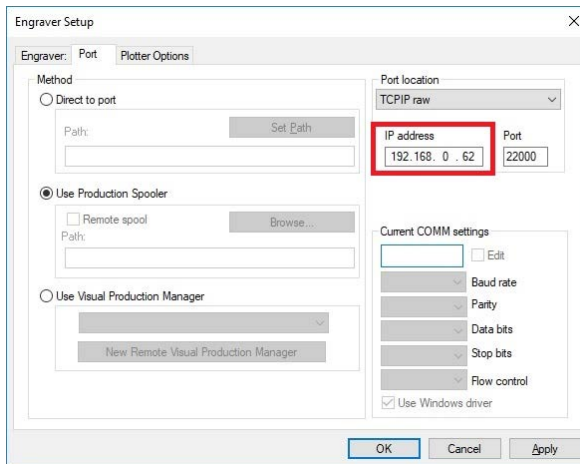 Engraver Setup
Engraver: Port Plotter Options
Method
Direct to port
Path:
Set Path
Use Production Spooler
Remote spool
Browse...
Path:
Use Visual Production Manager
New Remote Visual Production Manager
Port location
TCPIP raw
IP address Port
192.168. 0 . 62 22000
Current COMM settings
Edit
Baud rate
Parity
Data bits
Stop bits
Flow control
Use Windows driver
OK Cancel Apply